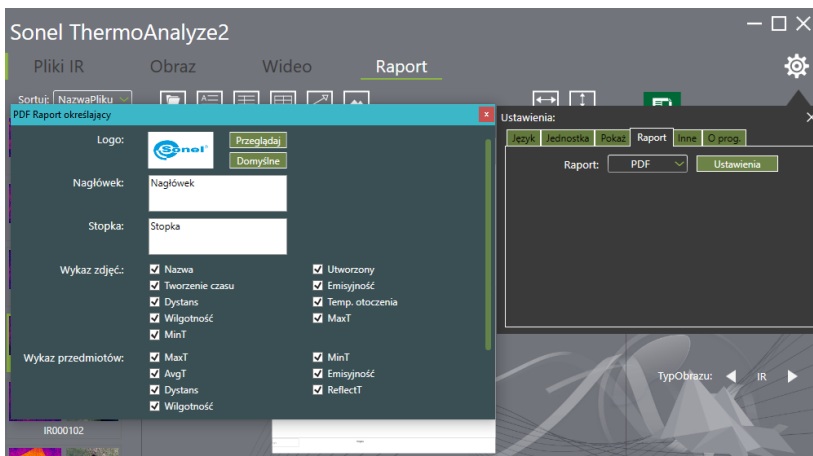 Sonel ThermoAnalyze2
Pliki IR Obraz Wideo Raport
Sortuj: NazwaPliku
PDF Raport określający x
Logo: Sonel® Przeglądaj
Domyślne
Nagłówek: Nagłówek
Stopka: Stopka
Wykaz zdjęć.: Nazwa Utworzony
Tworzenie czasu Emisyjność
Dystans Temp. otoczenia
Wilgotność MaxT
MinT
Wykaz przedmiotów: MaxT MinT
AvgT Emisyjność
Dystans ReflectT
Wilgotność
IR000102
Ustawienia:
Język Jednostka Pokaż Raport Inne O prog.
Raport: PDF Ustawienia
TypObrazu: IR